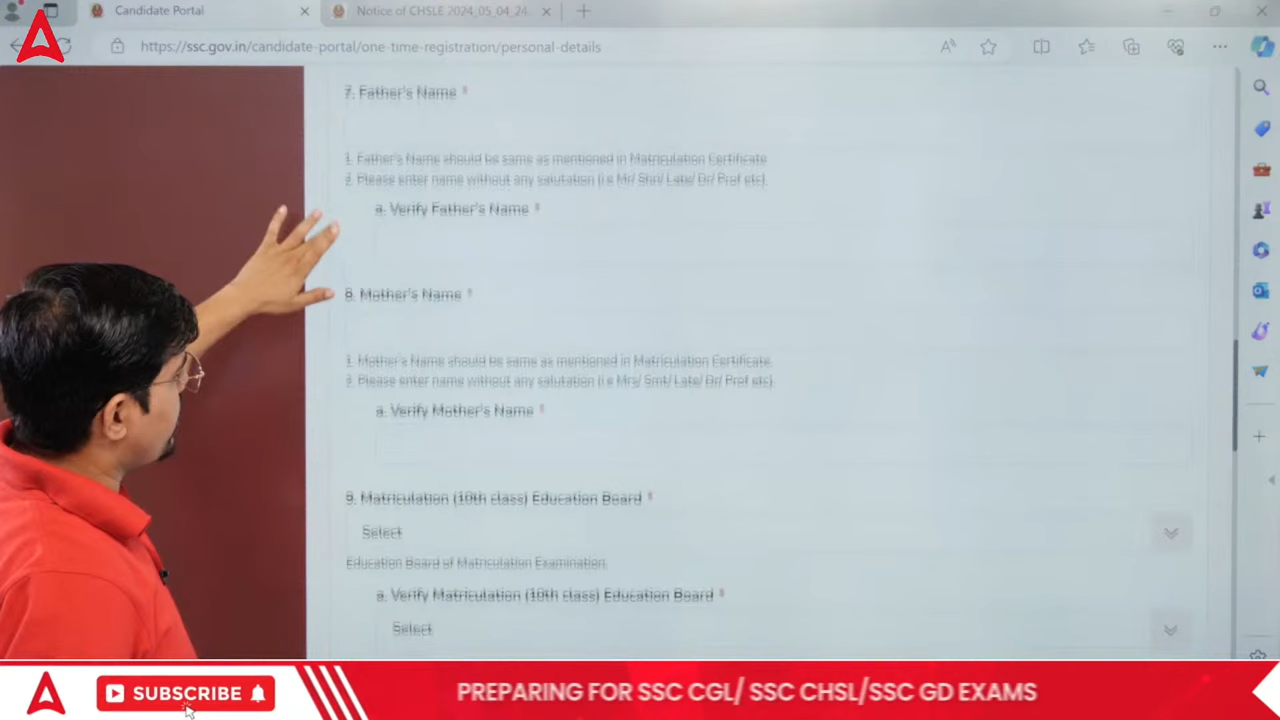 Candidate Portal
Notice of CHSLE 2024_05_04_24.
https://ssc.gov.in/candidate-portal/one-time-registration/personal-details
7. Father's Name *
1. Father's Name should be same as mentioned in Matriculation Certificate
2. Please enter name without any salutation (i.e Mr/ Shri/ Late/ Dr/ Prof etc).
a. Verify Father's Name *
8. Mother's Name *
1. Mother's Name should be same as mentioned in Matriculation Certificate.
2. Please enter name without any salutation (i.e Mrs/ Smt/ Late/ Dr/ Prof etc).
a. Verify Mother's Name *
9. Matriculation (10th class) Education Board *
Select
Education Board of Matriculation Examination.
a. Verify Matriculation (10th class) Education Board *
Select
SUBSCRIBE
PREPARING FOR SSC CGL/ SSC CHSL/SSC GD EXAMS